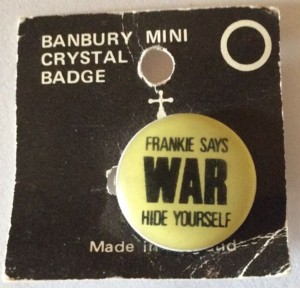 BANBURY MINI
CRYSTAL
BADGE
FRANKIE SAYS
WAR
HIDE YOURSELF
Made in